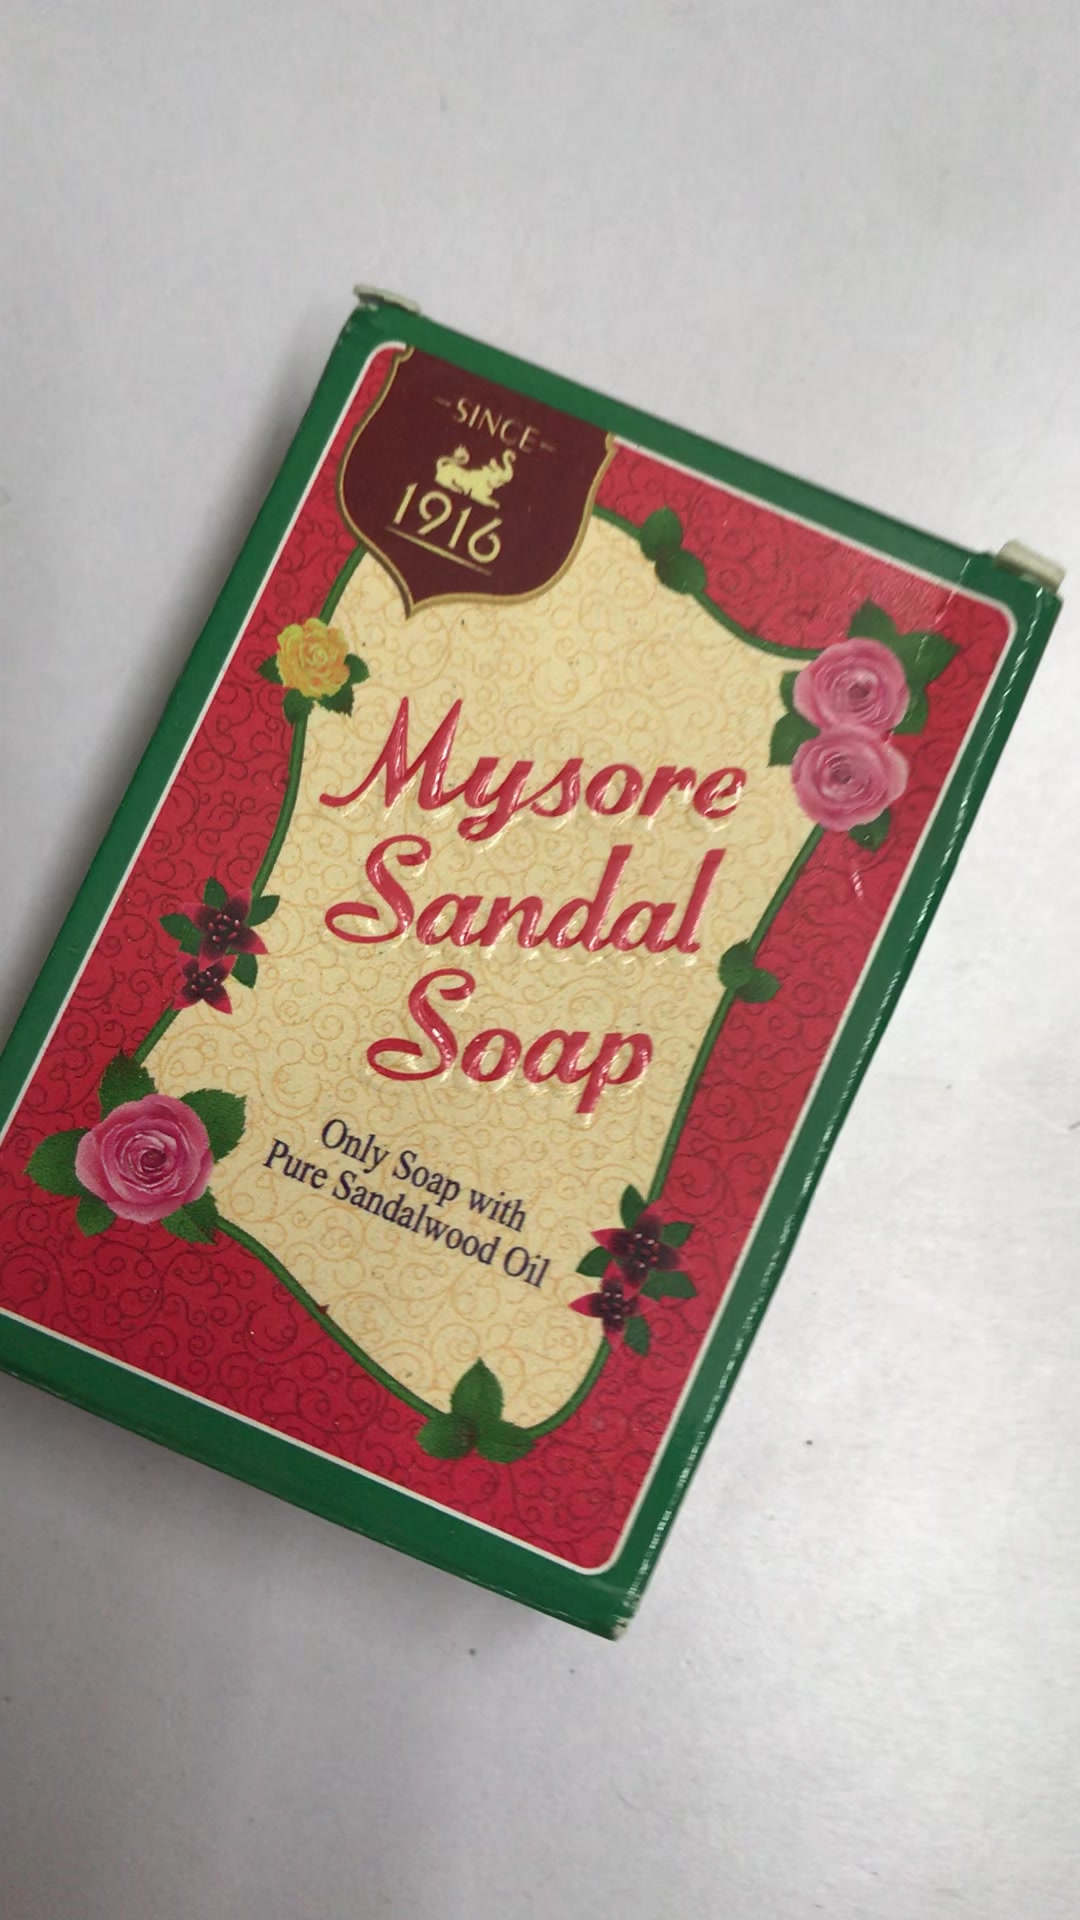 -SINCE-
1916
Mysore
Sandal
Soap
Only Soap with
Pure Sandalwood Oil